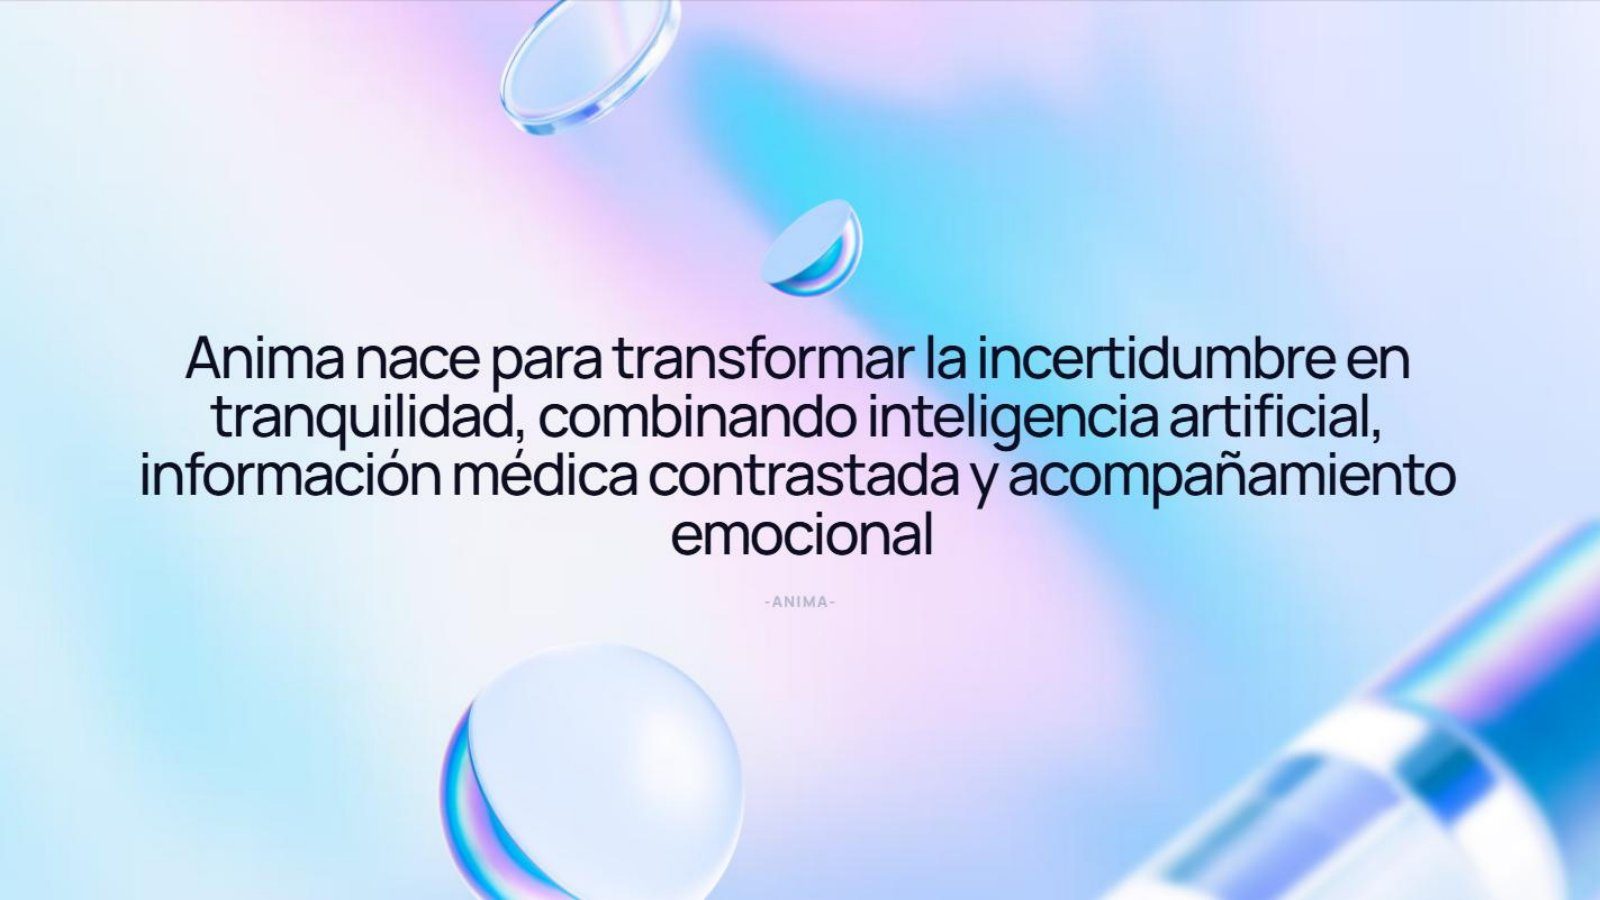 Anima nace para transformar la incertidumbre en
tranquilidad, combinando inteligencia artificial,
información médica contrastada y acompañamiento
emocional
-ANIMA-